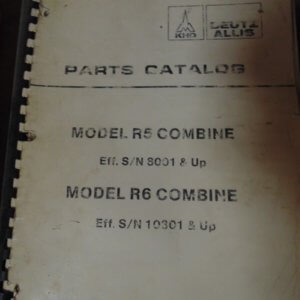 KHD
DEUTZ
ALLIS
PARTS CATALOG
MODEL R5 COMBINE
Eff. S/N 8001 & Up
MODEL R6 COMBINE
Eff. S/N 10301 & Up